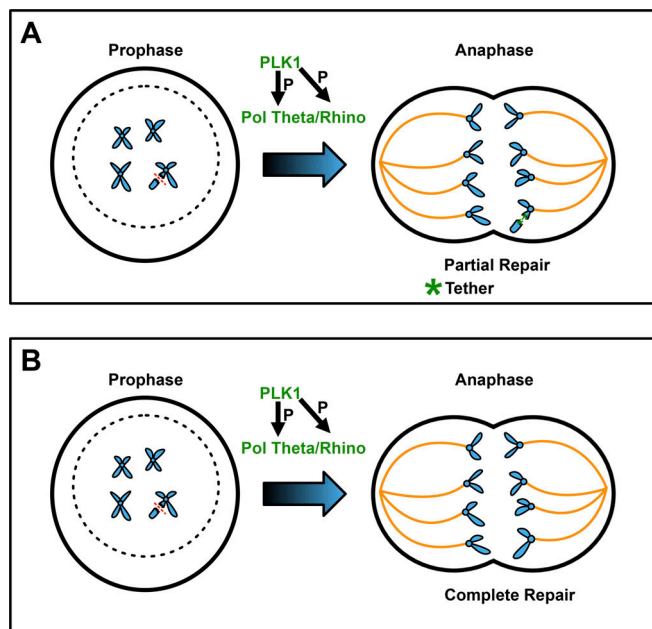 A
Prophase
Anaphase
PLK1
P
P
Pol Theta/Rhino
Partial Repair
* Tether
B
Prophase
Anaphase
PLK1
P
P
Pol Theta/Rhino
Complete Repair